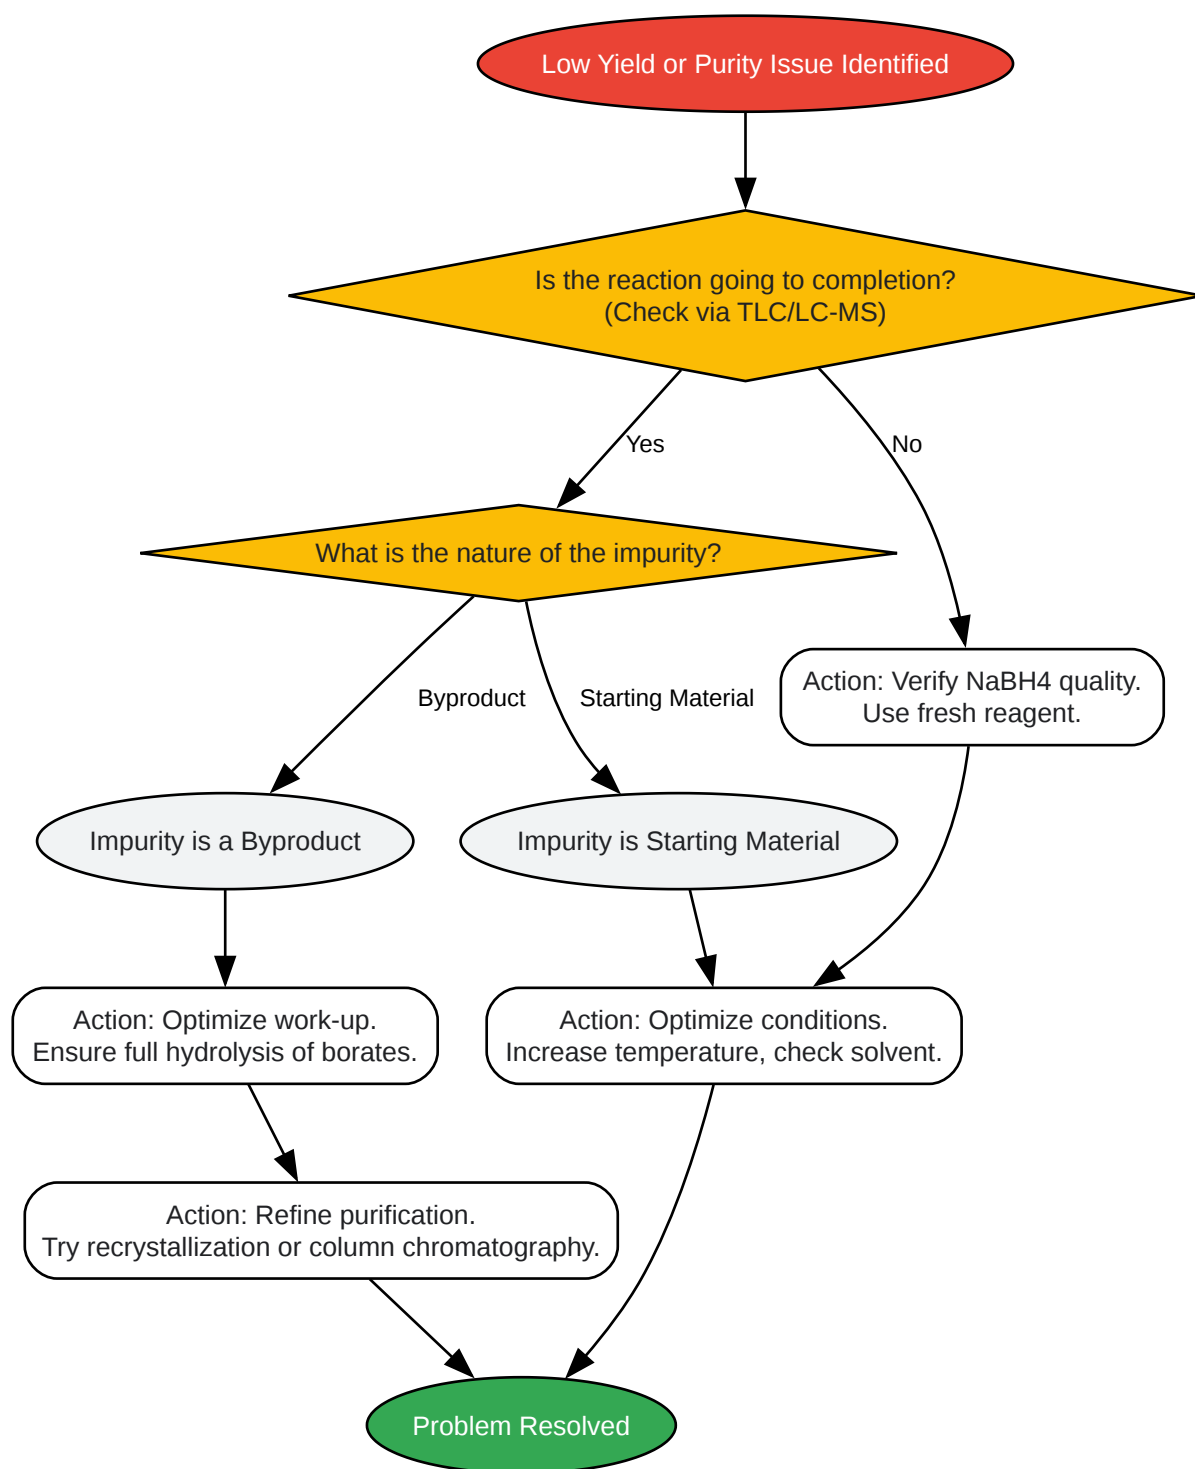 Low Yield or Purity Issue Identified
Is the reaction going to completion?
(Check via TLC/LC-MS)
Yes
No
What is the nature of the impurity?
Action: Verify NaBH4 quality.
Use fresh reagent.
Byproduct
Starting Material
Impurity is a Byproduct
Impurity is Starting Material
Action: Optimize work-up.
Ensure full hydrolysis of borates.
Action: Optimize conditions.
Increase temperature, check solvent.
Action: Refine purification.
Try recrystallization or column chromatography.
Problem Resolved